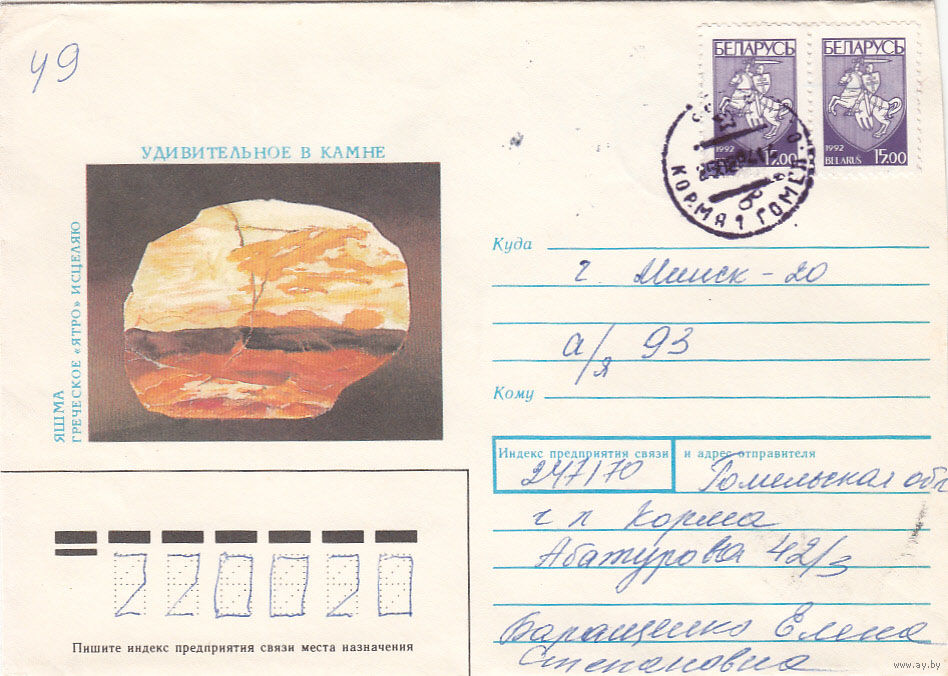 49
БЕЛАРУСЬ
1992
BELARUS 15.00
БЕЛАРУСЬ
1992
BELARUS 15.00
КОРМА 1 ГОМЕЛ
УДИВИТЕЛЬНОЕ В КАМНЕ
ЯШМА
ГРЕЧЕСКОЕ «ЯТРО» ИСЦЕЛЯЮ
Куда
г. Минск-20
а/я 93
Кому
Индекс предприятия связи и адрес отправителя
247170 Гомельская обл
г п Корма
Абатурова 42/3
Баращенко Елена
Степановна
220020
Пишите индекс предприятия связи места назначения
www.ay.by